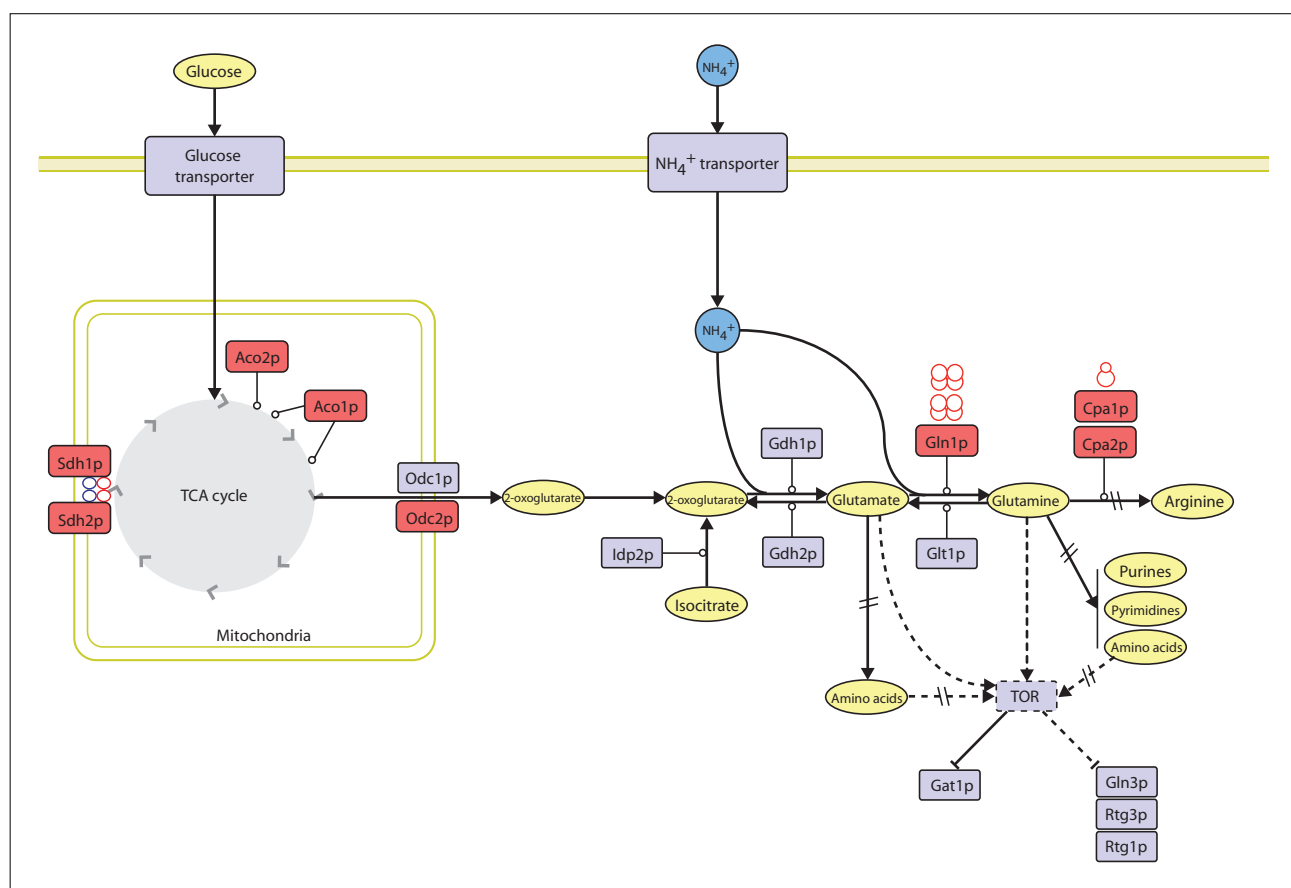 Glucose
NH4+
Glucose
transporter
NH4+ transporter
NH4+
Aco2p
Aco1p
Gln1p
Cpa1p
Cpa2p
Gdh1p
Sdh1p
Sdh2p
TCA cycle
Odc1p
Odc2p
2-oxoglutarate
2-oxoglutarate
Glutamate
Glutamine
Arginine
Idp2p
Gdh2p
Glt1p
Isocitrate
Purines
Pyrimidines
Amino acids
Mitochondria
Amino acids
TOR
Gat1p
Gln3p
Rtg3p
Rtg1p